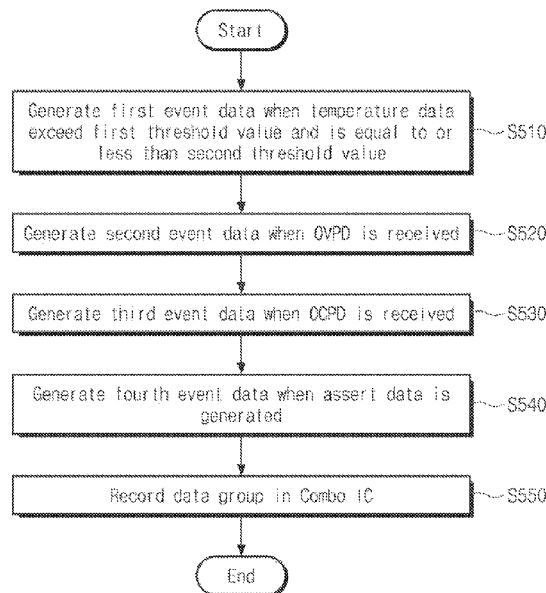 Start
Generate first event data when temperature data
exceed first threshold value and is equal to or
less than second threshold value
S510
Generate second event data when OVPD is received
S520
Generate third event data when OCPD is received
S530
Generate fourth event data when assert data is
generated
S540
Record data group in Combo IC
S550
End